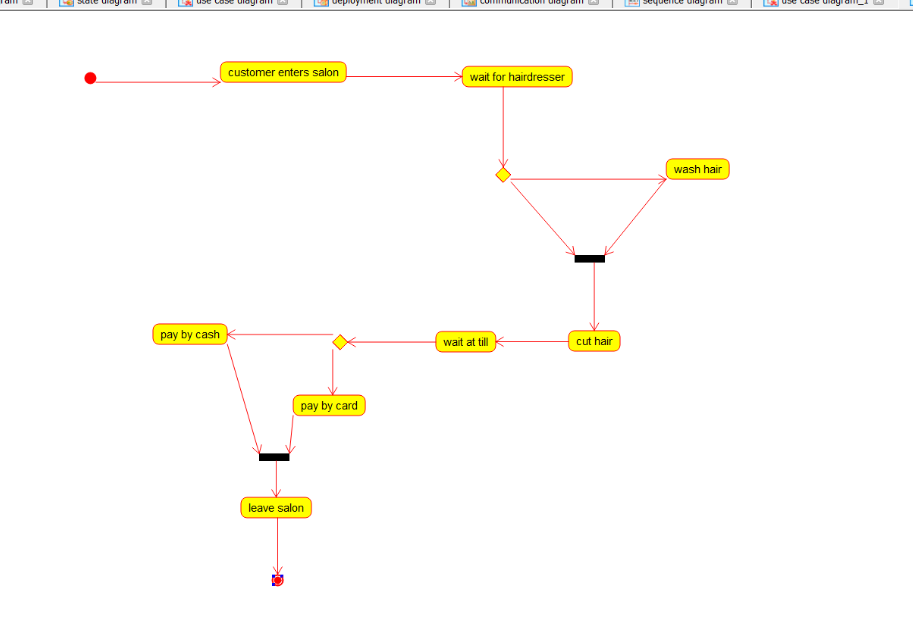 state diagram
use case diagram
deployment diagram
communication diagram
sequence diagram
use case diagram_1
customer enters salon
wait for hairdresser
wash hair
pay by cash
wait at till
cut hair
pay by card
leave salon